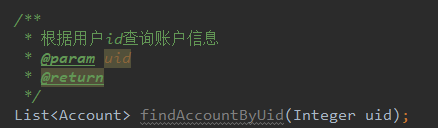 /**
* 根据用户id查询账户信息
* @param uid
* @return
*/
List<Account> findAccountByUid(Integer uid);